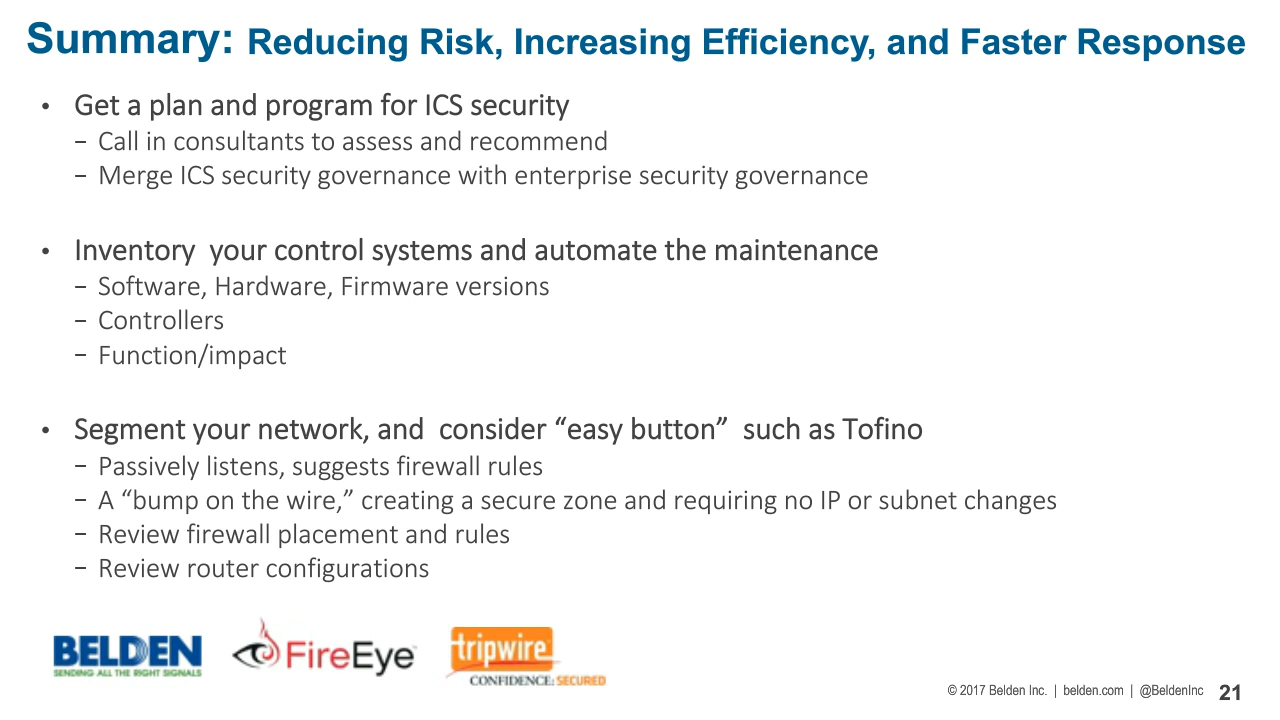 Summary: Reducing Risk, Increasing Efficiency, and Faster Response
• Get a plan and program for ICS security
– Call in consultants to assess and recommend
– Merge ICS security governance with enterprise security governance
• Inventory  your control systems and automate the maintenance
– Software, Hardware, Firmware versions
– Controllers
– Function/impact
• Segment your network, and  consider “easy button”  such as Tofino
– Passively listens, suggests firewall rules
– A “bump on the wire,” creating a secure zone and requiring no IP or subnet changes
– Review firewall placement and rules
– Review router configurations
BELDEN
SENDING ALL THE RIGHT SIGNALS
FireEye
tripwire
CONFIDENCE: SECURED
© 2017 Belden Inc. | belden.com | @BeldenInc 21